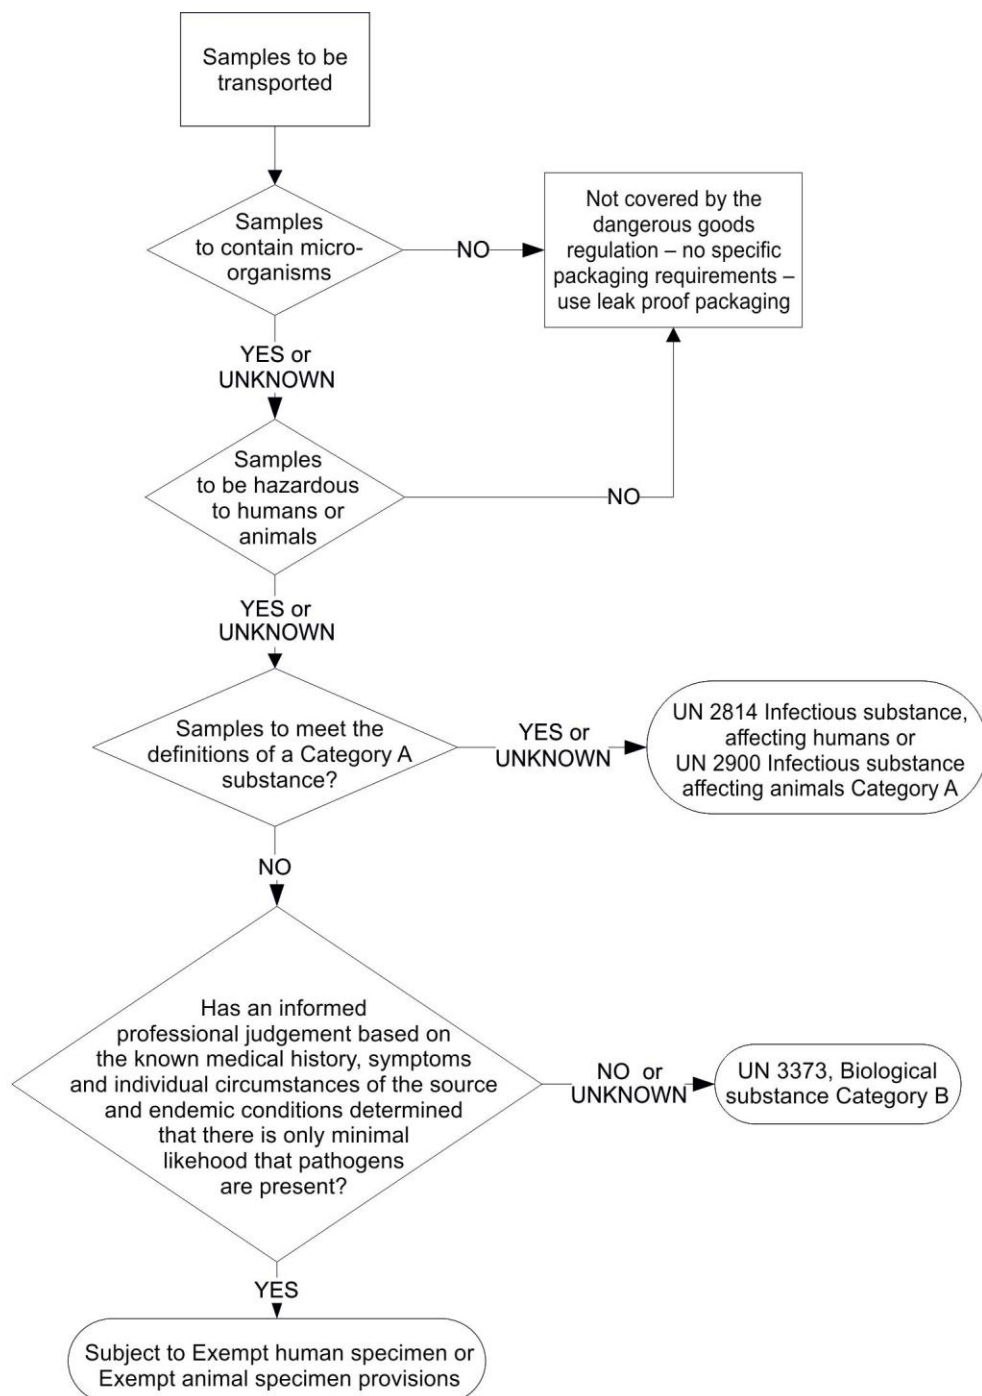 Samples to be
transported
Samples
to contain micro-
organisms
NO
Not covered by the
dangerous goods
regulation – no specific
packaging requirements –
use leak proof packaging
YES or
UNKNOWN
Samples
to be hazardous
to humans or
animals
NO
YES or
UNKNOWN
Samples to meet the
definitions of a Category A
substance?
YES or
UNKNOWN
UN 2814 Infectious substance,
affecting humans or
UN 2900 Infectious substance
affecting animals Category A
NO
Has an informed
professional judgement based on
the known medical history, symptoms
and individual circumstances of the source
and endemic conditions determined
that there is only minimal
likehood that pathogens
are present?
NO or
UNKNOWN
UN 3373, Biological
substance Category B
YES
Subject to Exempt human specimen or
Exempt animal specimen provisions